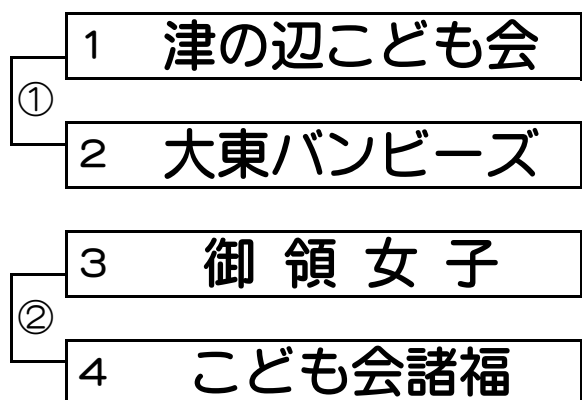 1 津の辺こども会
①
2 大東バンビーズ
3 御領女子
②
4 こども会諸福